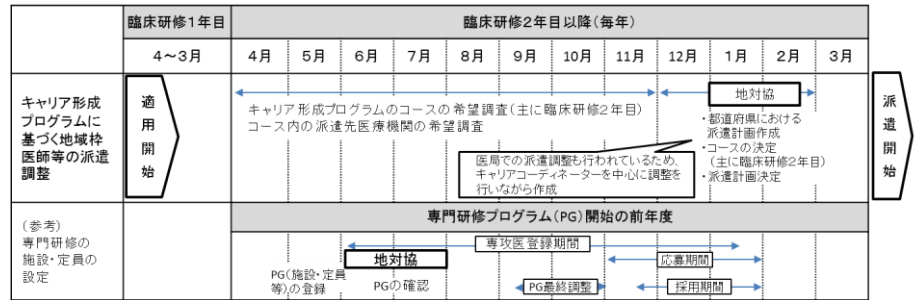 臨床研修1年目
臨床研修2年目以降(毎年)
4~3月
4月 5月 6月 7月 8月 9月 10月 11月 12月 1月 2月 3月
キャリア形成
プログラムに
基づく地域枠
医師等の派遣
調整
適用開始
キャリア形成プログラムのコースの希望調査(主に臨床研修2年目)
コース内の派遣先医療機関の希望調査
地対協
・都道府県における
派遣計画作成
・コースの決定
(主に臨床研修2年目)
・派遣計画決定
医局での派遣調整も行われているため、
キャリアコーディネーターを中心に調整を
行いながら作成
派遣開始
(参考)
専門研修の
施設・定員の
設定
専門研修プログラム(PG)開始の前年度
専攻医登録期間
地対協
応募期間
PG(施設・定員
等)の登録
PGの確認
PG最終調整
採用期間